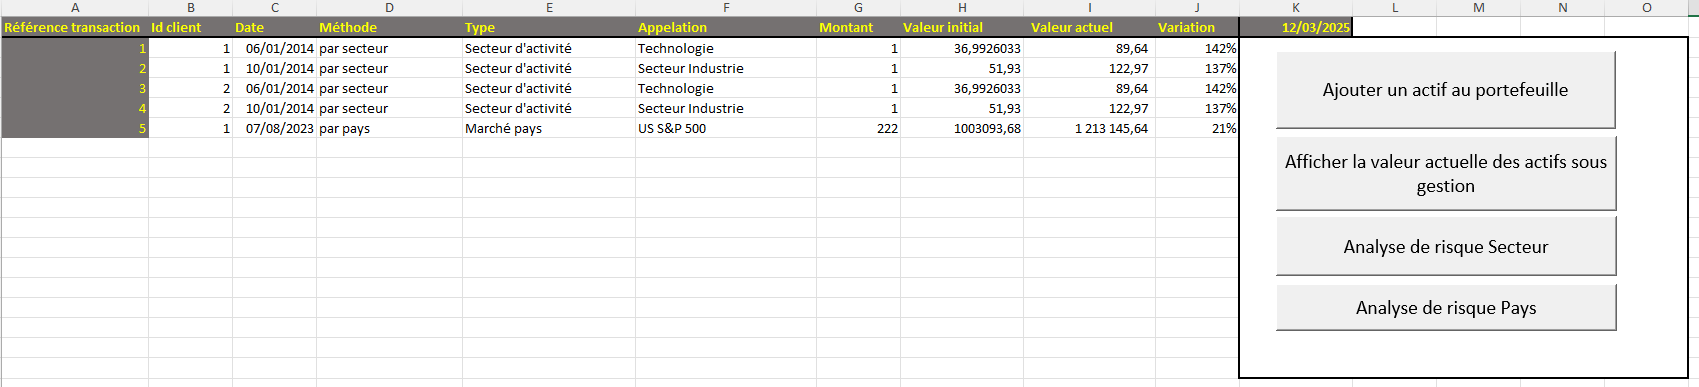 A B C D E F G H I J K L M N O
Référence transaction Id client Date Méthode Type Appelation Montant Valeur initial Valeur actuel Variation 12/03/2025
1 1 06/01/2014 par secteur Secteur d'activité Technologie 1 36,9926033 89,64 142%
2 1 10/01/2014 par secteur Secteur d'activité Secteur Industrie 1 51,93 122,97 137%
3 2 06/01/2014 par secteur Secteur d'activité Technologie 1 36,9926033 89,64 142%
4 2 10/01/2014 par secteur Secteur d'activité Secteur Industrie 1 51,93 122,97 137%
5 1 07/08/2023 par pays Marché pays US S&P 500 222 1003093,68 1 213 145,64 21%
Ajouter un actif au portefeuille
Afficher la valeur actuelle des actifs sous
gestion
Analyse de risque Secteur
Analyse de risque Pays